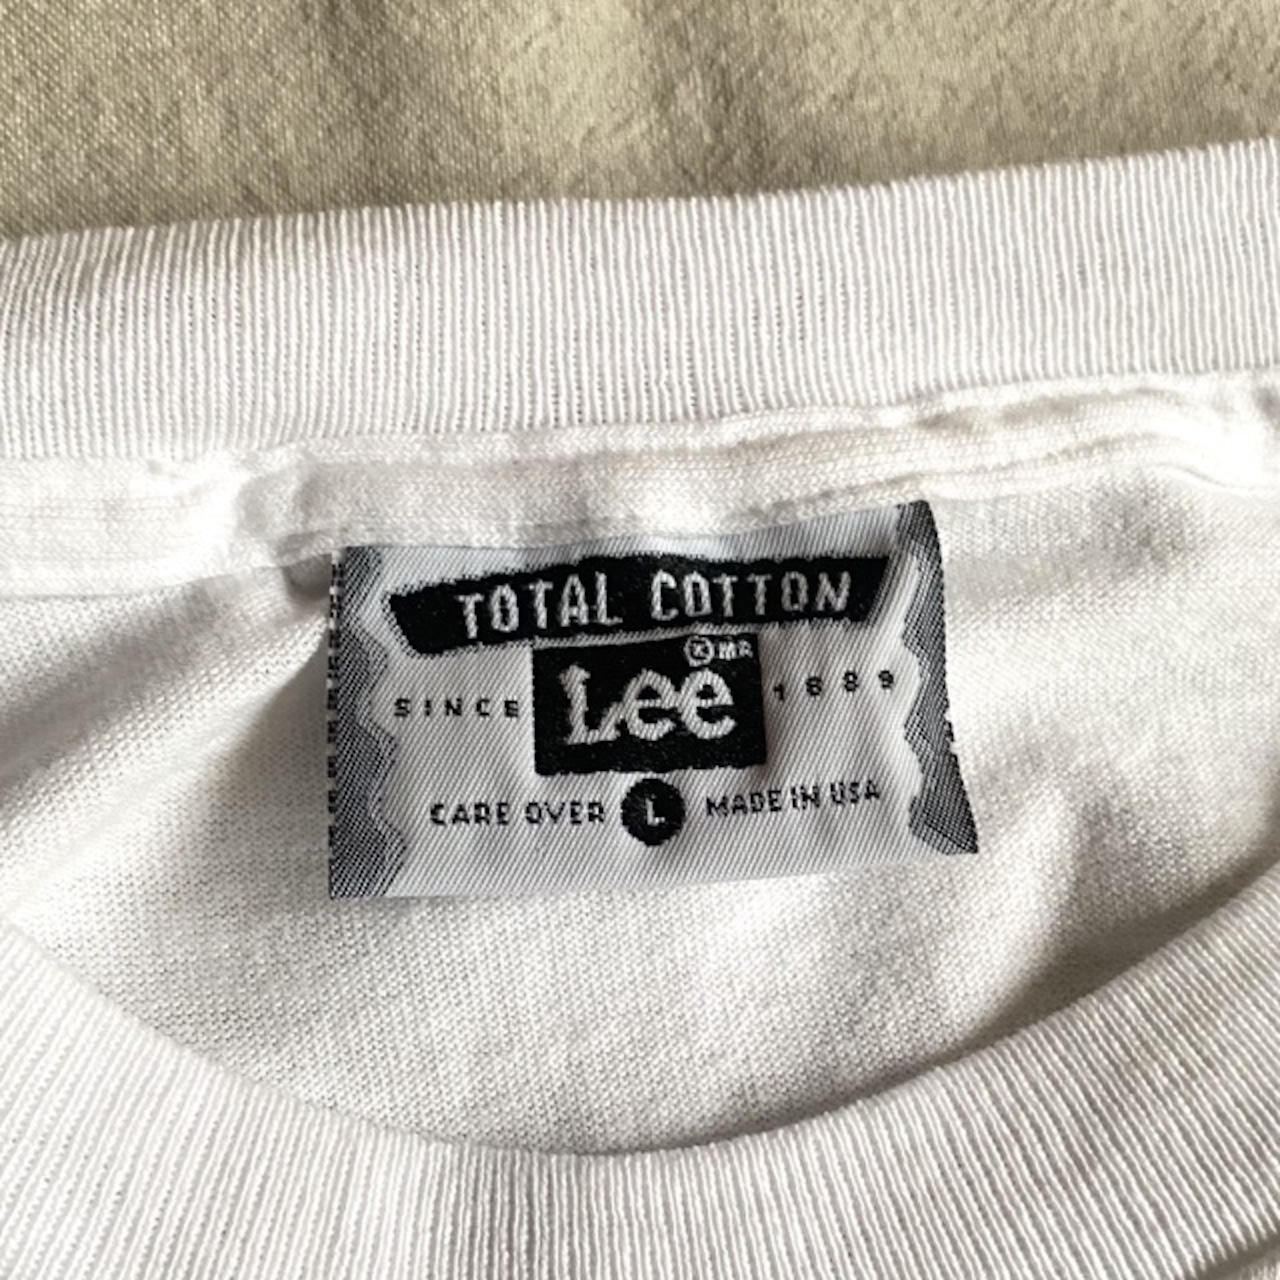 TOTAL COTTON
® MR
SINCE Lee 1889
CARE OVER L MADE IN USA